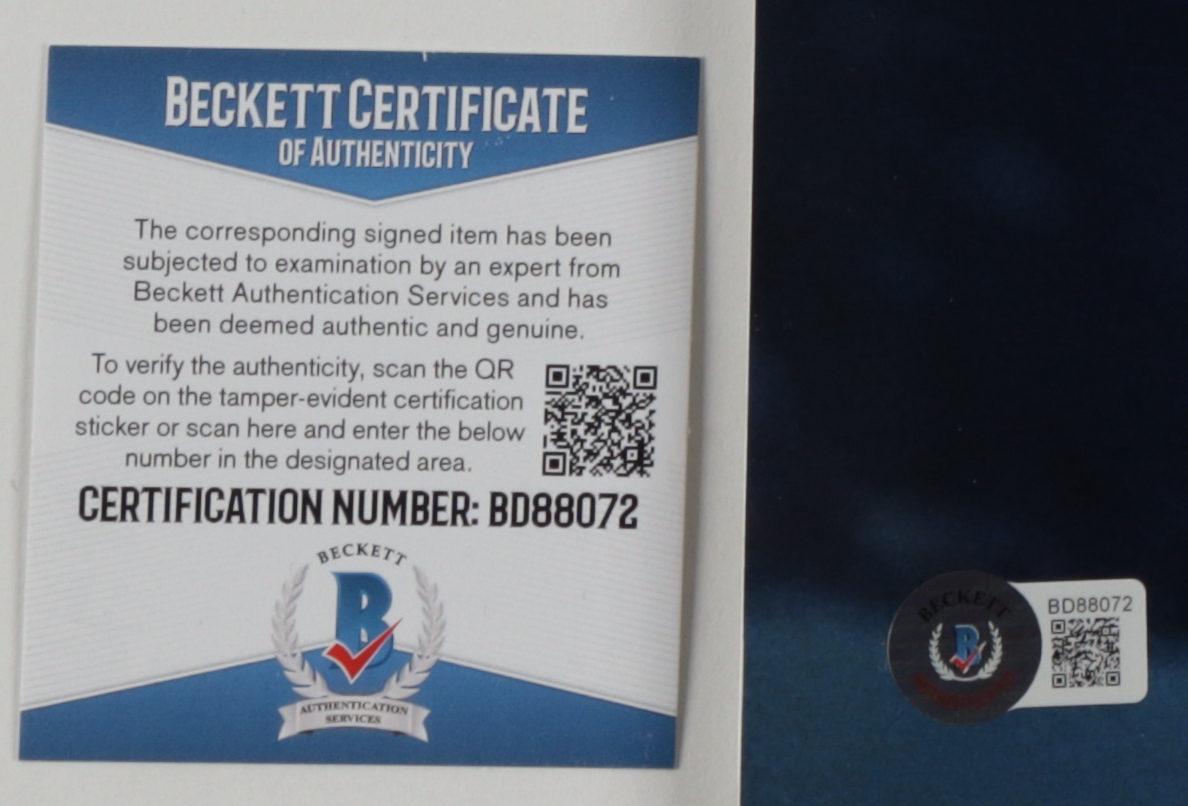 BECKETT CERTIFICATE
OF AUTHENTICITY
The corresponding signed item has been
subjected to examination by an expert from
Beckett Authentication Services and has
been deemed authentic and genuine.
To verify the authenticity, scan the QR
code on the tamper-evident certification
sticker or scan here and enter the below
number in the designated area.
CERTIFICATION NUMBER: BD88072
BECKETT
B
AUTHENTICATION
SERVICES
BECKETT
B
BD88072